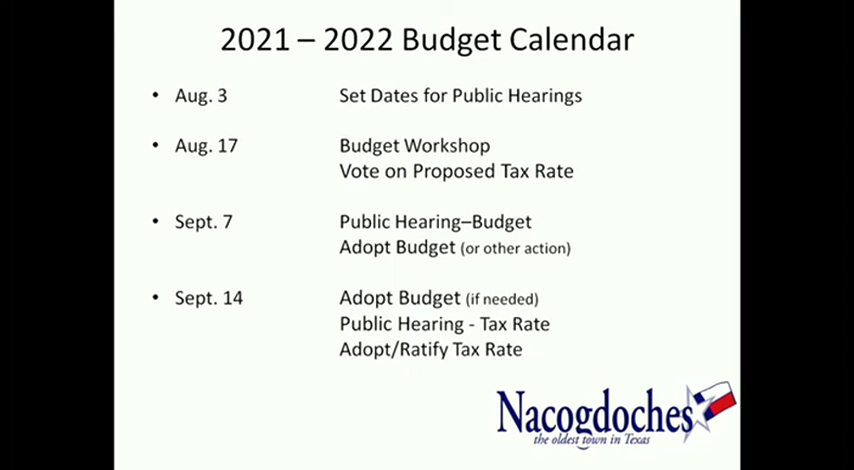 2021 – 2022 Budget Calendar
• Aug. 3 Set Dates for Public Hearings
• Aug. 17 Budget Workshop
Vote on Proposed Tax Rate
• Sept. 7 Public Hearing–Budget
Adopt Budget (or other action)
• Sept. 14 Adopt Budget (if needed)
Public Hearing - Tax Rate
Adopt/Ratify Tax Rate
Nacogdoches
the oldest town in Texas